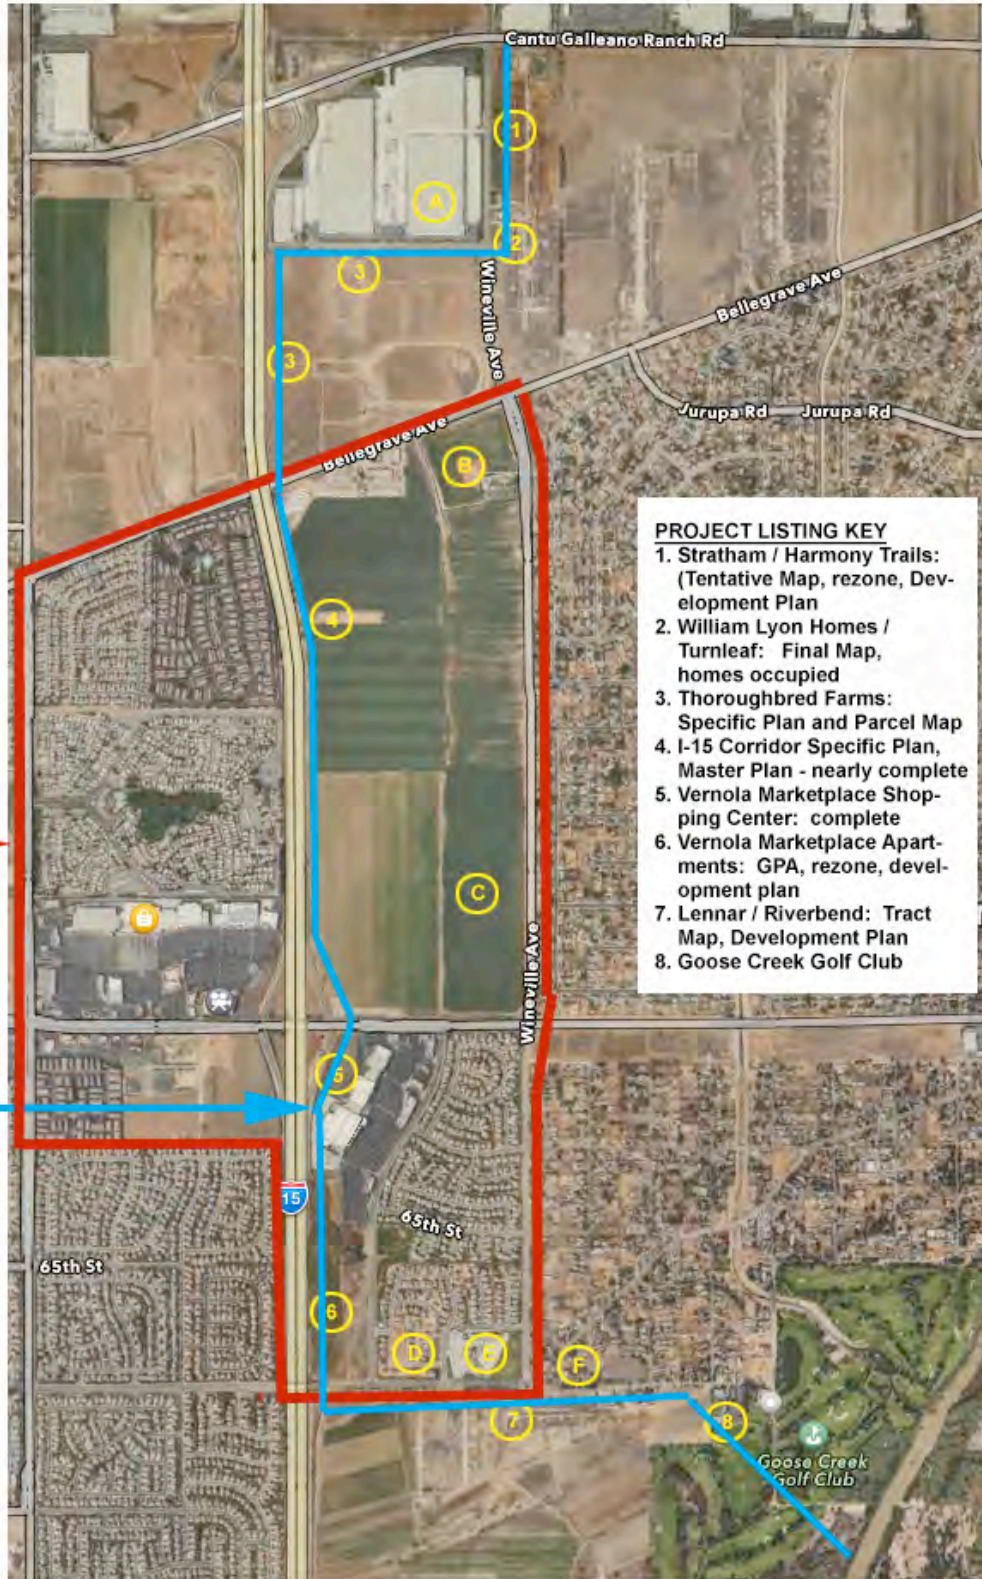 Cantu Galleano Ranch Rd
1
A
2
3
Wineville Ave
Bellegrave Ave
3
Jurupa Rd
Jurupa Rd
Bellegrave Ave
B
PROJECT LISTING KEY
1. Stratham / Harmony Trails:
(Tentative Map, rezone, Dev-
elopment Plan
2. William Lyon Homes /
Turnleaf: Final Map,
homes occupied
3. Thoroughbred Farms:
Specific Plan and Parcel Map
4. I-15 Corridor Specific Plan,
Master Plan - nearly complete
5. Vernola Marketplace Shop-
ping Center: complete
6. Vernola Marketplace Apart-
ments: GPA, rezone, devel-
opment plan
7. Lennar / Riverbend: Tract
Map, Development Plan
8. Goose Creek Golf Club
4
C
Wineville Ave
5
15
65th St
65th St
6
D
E
F
7
8
Goose Creek
Golf Club